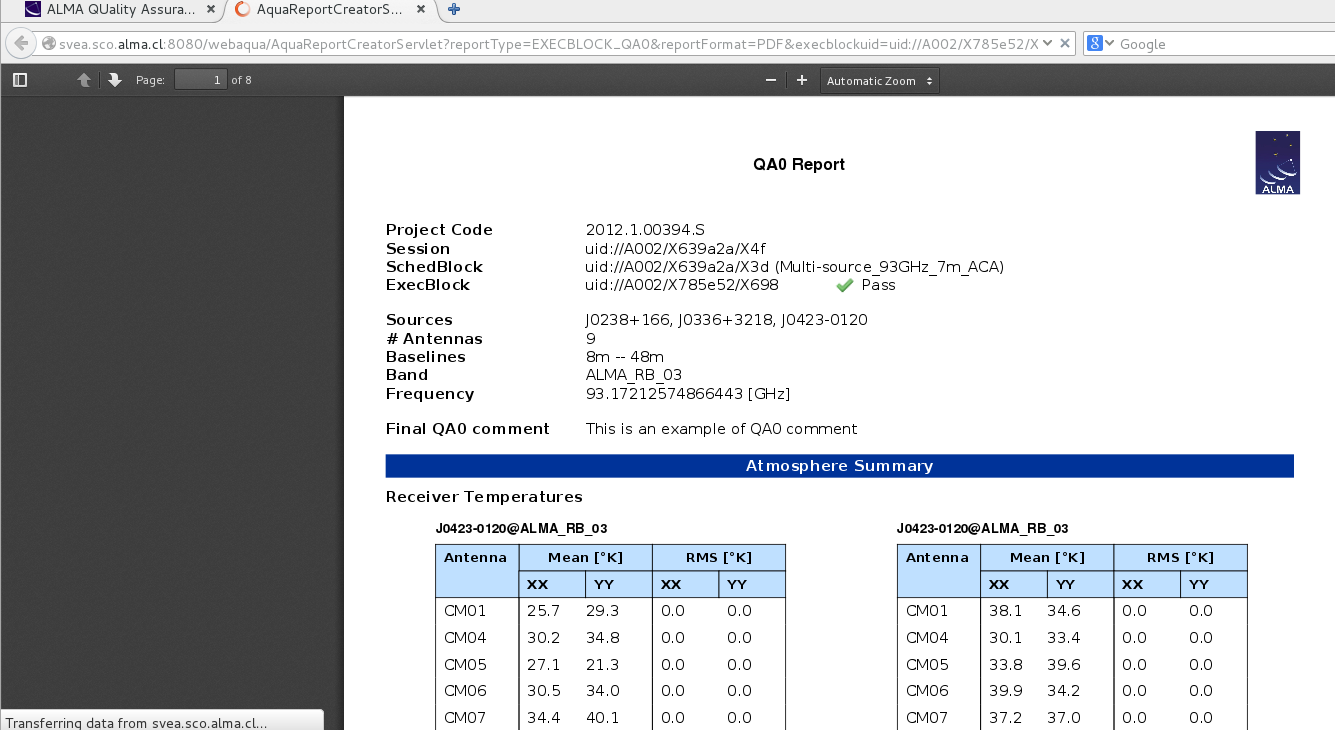 ALMA QUality Assura...
AquaReportCreatorS...
svea.sco.alma.cl:8080/webaqua/AquaReportCreatorServlet?reportType=EXECBLOCK_QA0&reportFormat=PDF&execblockuid=uid://A002/X785e52/X
8 Google
Page: 1 of 8
Automatic Zoom
QA0 Report
ALMA
Project Code 2012.1.00394.S
Session uid://A002/X639a2a/X4f
SchedBlock uid://A002/X639a2a/X3d (Multi-source_93GHz_7m_ACA)
ExecBlock uid://A002/X785e52/X698 Pass
Sources J0238+166, J0336+3218, J0423-0120
# Antennas 9
Baselines 8m -- 48m
Band ALMA_RB_03
Frequency 93.17212574866443 [GHz]
Final QA0 comment This is an example of QA0 comment
Atmosphere Summary
Receiver Temperatures
J0423-0120@ALMA_RB_03 J0423-0120@ALMA_RB_03
Antenna Mean [°K] RMS [°K] Antenna Mean [°K] RMS [°K]
XX YY XX YY XX YY XX YY
CM01 25.7 29.3 0.0 0.0 CM01 38.1 34.6 0.0 0.0
CM04 30.2 34.8 0.0 0.0 CM04 30.1 33.4 0.0 0.0
CM05 27.1 21.3 0.0 0.0 CM05 33.8 39.6 0.0 0.0
CM06 30.5 34.0 0.0 0.0 CM06 39.9 34.2 0.0 0.0
CM07 34.4 40.1 0.0 0.0 CM07 37.2 37.0 0.0 0.0
Transferring data from svea.sco.alma.cl...